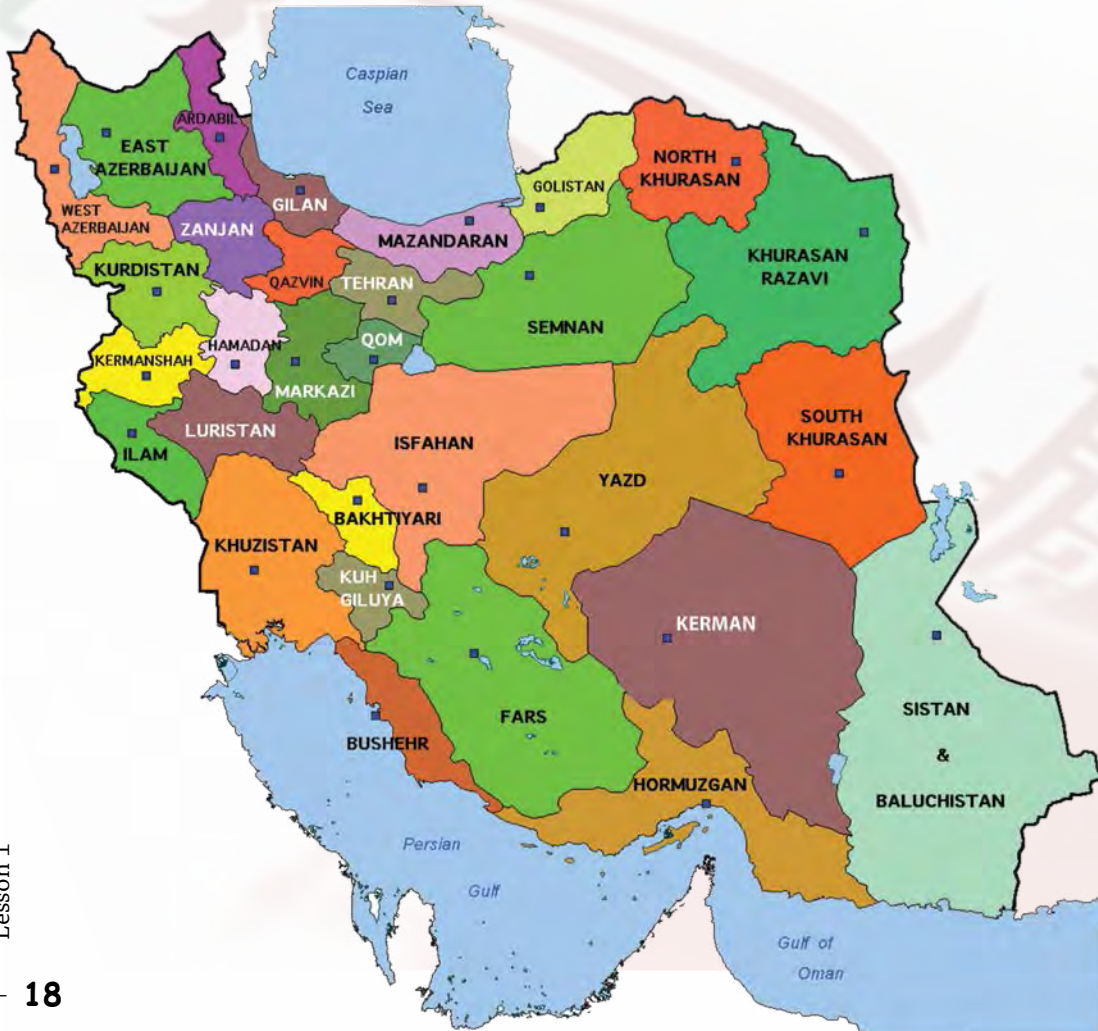 Caspian
Sea
ARDABIL
EAST
AZERBAIJAN
WEST
AZERBAIJAN
GILAN
ZANJAN
MAZANDARAN
GOLISTAN
NORTH
KHURASAN
KHURASAN
RAZAVI
KURDISTAN
QAZVIN
TEHRAN
SEMNAN
QOM
HAMADAN
KERMANSHAH
MARKAZI
LURISTAN
ILAM
ISFAHAN
YAZD
SOUTH
KHURASAN
BAKHTIYARI
KHUZISTAN
KUH
GILUYA
KERMAN
FARS
BUSHEHR
HORMUZGAN
SISTAN
&
BALUCHISTAN
Persian
Gulf
Gulf of
Oman
Lesson 1
18